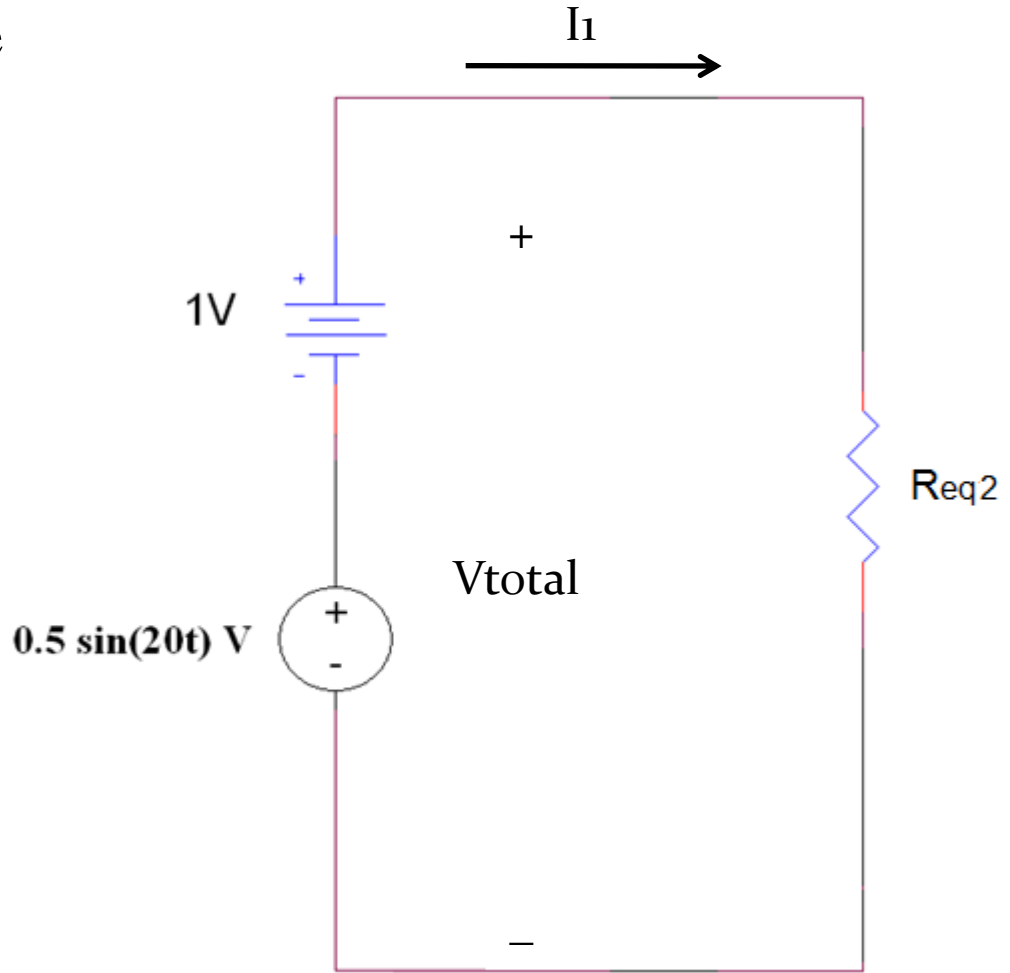 e
I1
+
+
1V
-
Req2
Vtotal
+
0.5 sin(20t) V
-
–